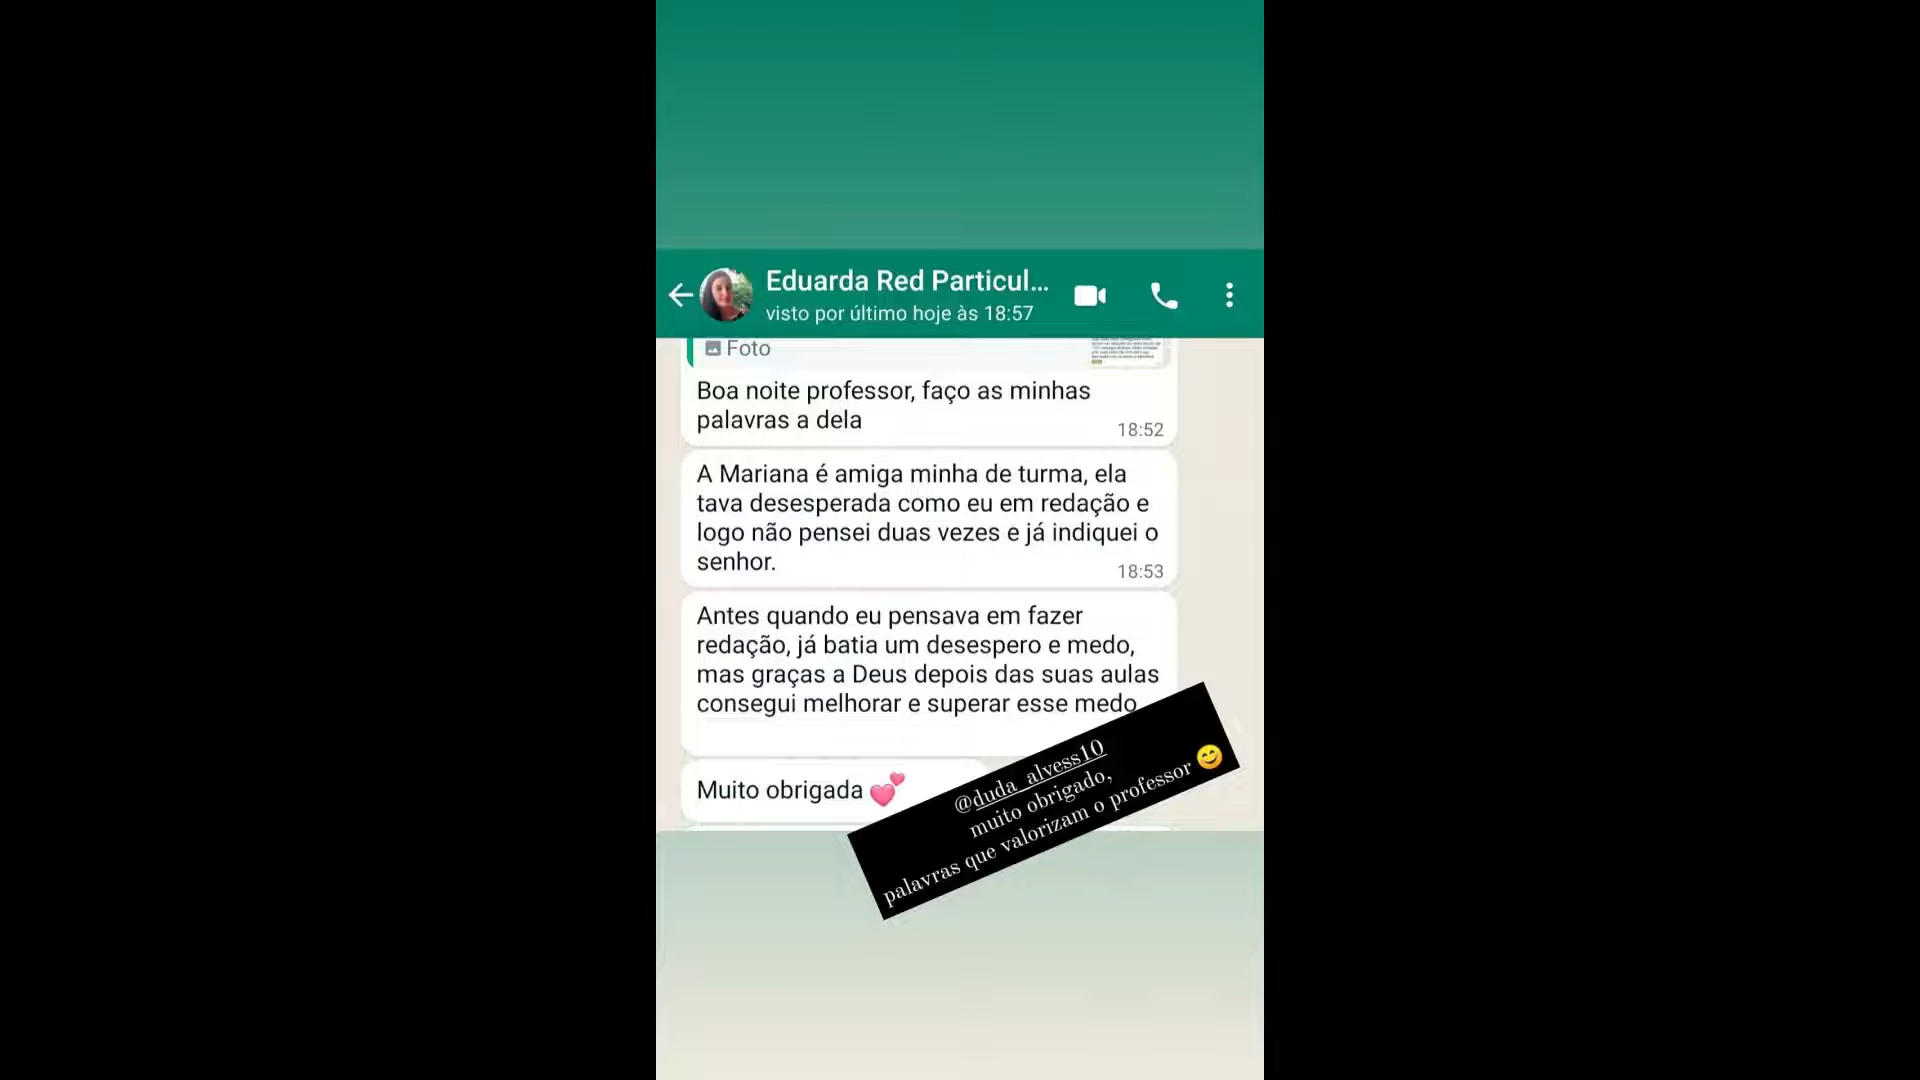 Eduarda Red Particul...
visto por último hoje às 18:57
Foto
Boa noite professor, faço as minhas
palavras a dela
18:52
A Mariana é amiga minha de turma, ela
tava desesperada como eu em redação e
logo não pensei duas vezes e já indiquei o
senhor.
18:53
Antes quando eu pensava em fazer
redação, já batia um desespero e medo,
mas graças a Deus depois das suas aulas
consegui melhorar e superar esse medo
Muito obrigada 💕
@duda_alvess10
muito obrigado,
palavras que valorizam o professor 😊